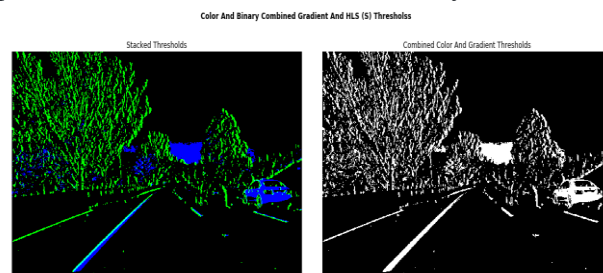 Color And Binary Combined Gradient And HLS (S) Thresholss
Stacked Thresholds
Combined Color And Gradient Thresholds